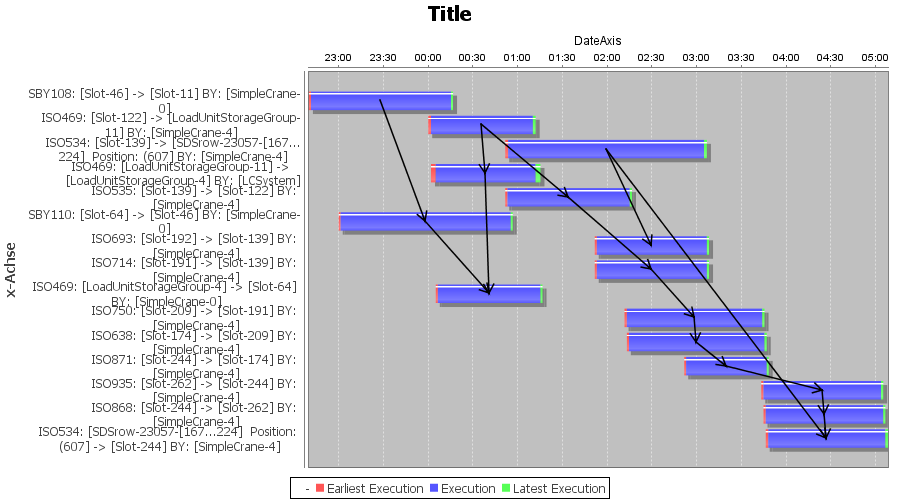 Title
DateAxis
23:00 23:30 00:00 00:30 01:00 01:30 02:00 02:30 03:00 03:30 04:00 04:30 05:00
x-Achse
SBY108: [Slot-46] -> [Slot-11] BY: [SimpleCrane-
0]
ISO469: [Slot-122] -> [LoadUnitStorageGroup-
11] BY: [SimpleCrane-4]
ISO534: [Slot-139] -> [SDSrow-23057-[167...
224] Position: (607] BY: [SimpleCrane-4]
ISO469: [LoadUnitStorageGroup-11] ->
[LoadUnitStorageGroup-4] BY: [LCSystem]
ISO535: [Slot-139] -> [Slot-122] BY:
[SimpleCrane-4]
SBY110: [Slot-64] -> [Slot-46] BY: [SimpleCrane-
0]
ISO693: [Slot-192] -> [Slot-139] BY:
[SimpleCrane-4]
ISO714: [Slot-191] -> [Slot-139] BY:
[SimpleCrane-4]
ISO469: [LoadUnitStorageGroup-4] -> [Slot-64]
BY: [SimpleCrane-0]
ISO750: [Slot-209] -> [Slot-191] BY:
[SimpleCrane-4]
ISO638: [Slot-174] -> [Slot-209] BY:
[SimpleCrane-4]
ISO871: [Slot-244] -> [Slot-174] BY:
[SimpleCrane-4]
ISO935: [Slot-262] -> [Slot-244] BY:
[SimpleCrane-4]
ISO868: [Slot-244] -> [Slot-262] BY:
[SimpleCrane-4]
ISO534: [SDSrow-23057-[167...224] Position:
(607] -> [Slot-244] BY: [SimpleCrane-4]
- Earliest Execution Execution Latest Execution